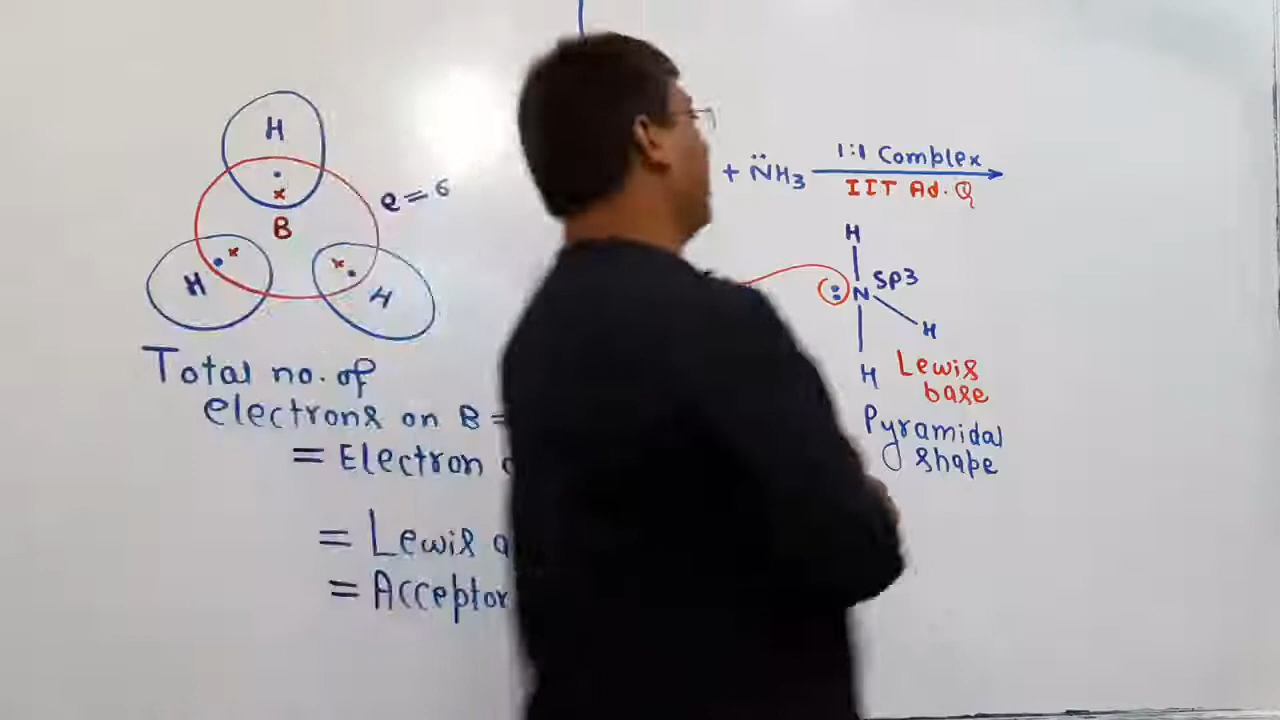 H
B
e = 6
H
H
Total no. of
electrons on B =
= Electron
= Lewis
= Acceptor
+ N̈H3
1:1 Complex
IIT Ad. Q
H
: N SP3
H
H
Lewis
base
Pyramidal
shape